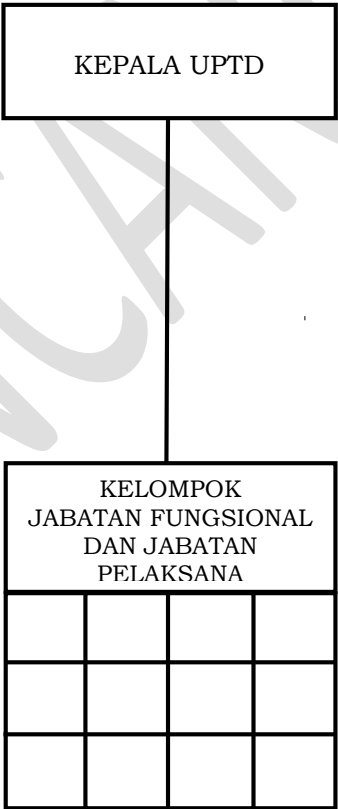 KEPALA UPTD
KELOMPOK
JABATAN FUNGSIONAL
DAN JABATAN
PELAKSANA